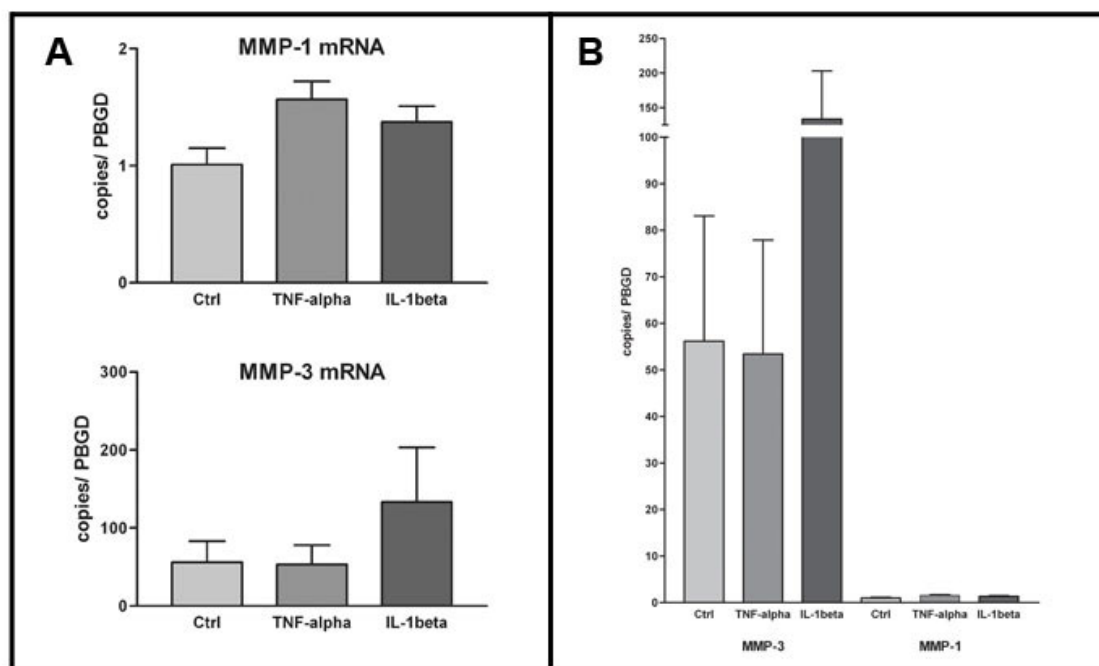 A
MMP-1 mRNA
copies/ PBGD
2
1
0
Ctrl TNF-alpha IL-1beta
MMP-3 mRNA
copies/ PBGD
300
200
100
0
Ctrl TNF-alpha IL-1beta
B
copies/ PBGD
250
200
150
100
90
80
70
60
50
40
30
20
10
0
Ctrl TNF-alpha IL-1beta Ctrl TNF-alpha IL-1beta
MMP-3 MMP-1